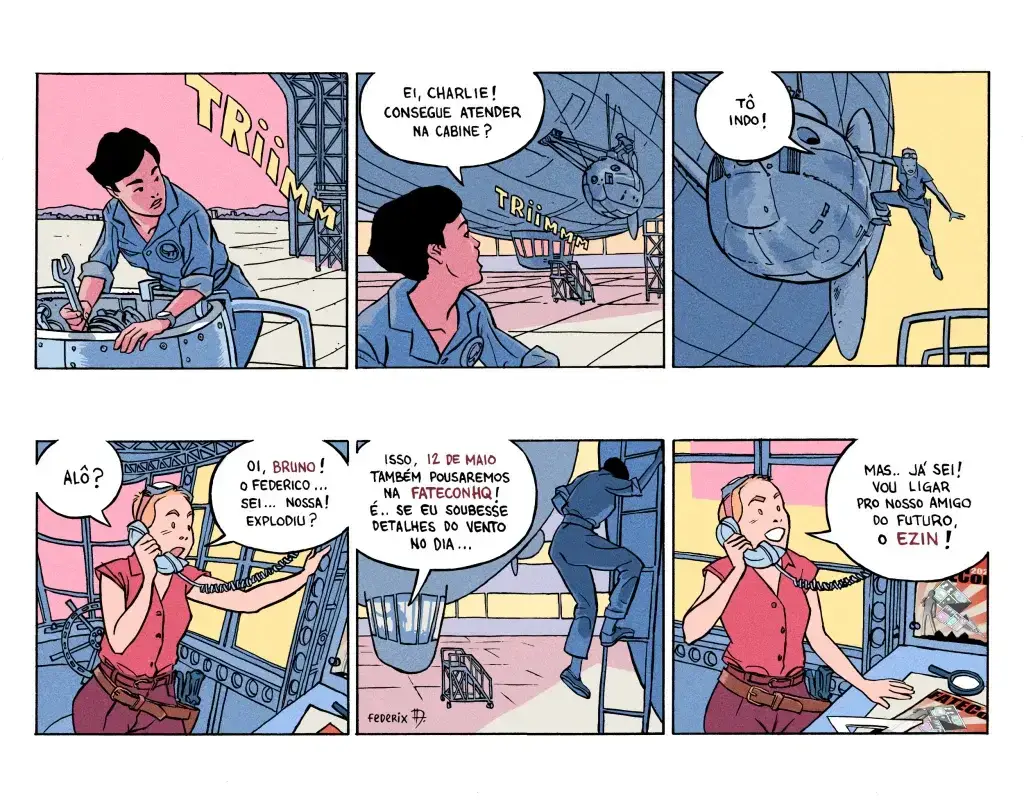 TRIIMM
EI, CHARLIE!
CONSEGUE ATENDER
NA CABINE?
TRIIMMM
TÔ
INDO!
ALÔ?
OI, BRUNO!
O FEDERICO...
SEI... NOSSA!
EXPLODIU?
ISSO, 12 DE MAIO
TAMBÉM POUSAREMOS
NA FATECONHQ!
É.. SE EU SOUBESSE
DETALHES DO VENTO
NO DIA...
FEDERIX
MAS.. JÁ SEI!
VOU LIGAR
PRO NOSSO AMIGO
DO FUTURO,
O EZIN!